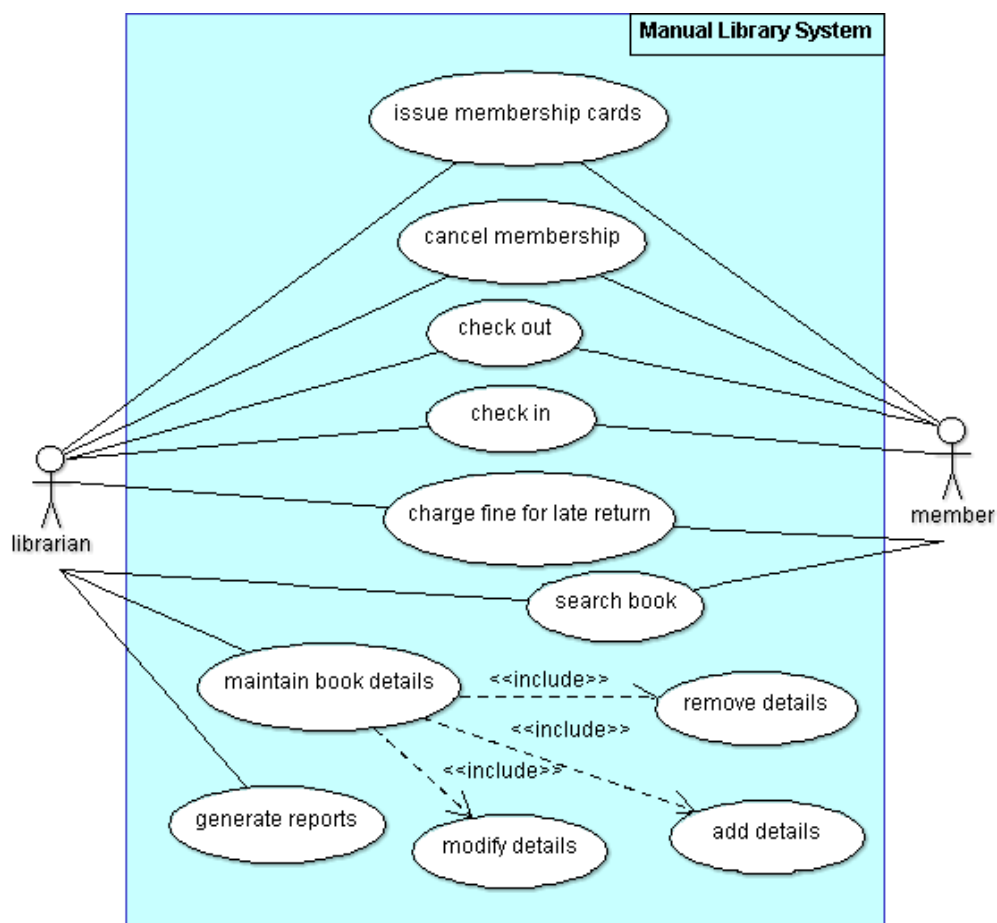 Manual Library System
issue membership cards
cancel membership
check out
check in
charge fine for late return
librarian
member
search book
maintain book details
<<include>>
remove details
<<include>>
<<include>>
generate reports
modify details
add details